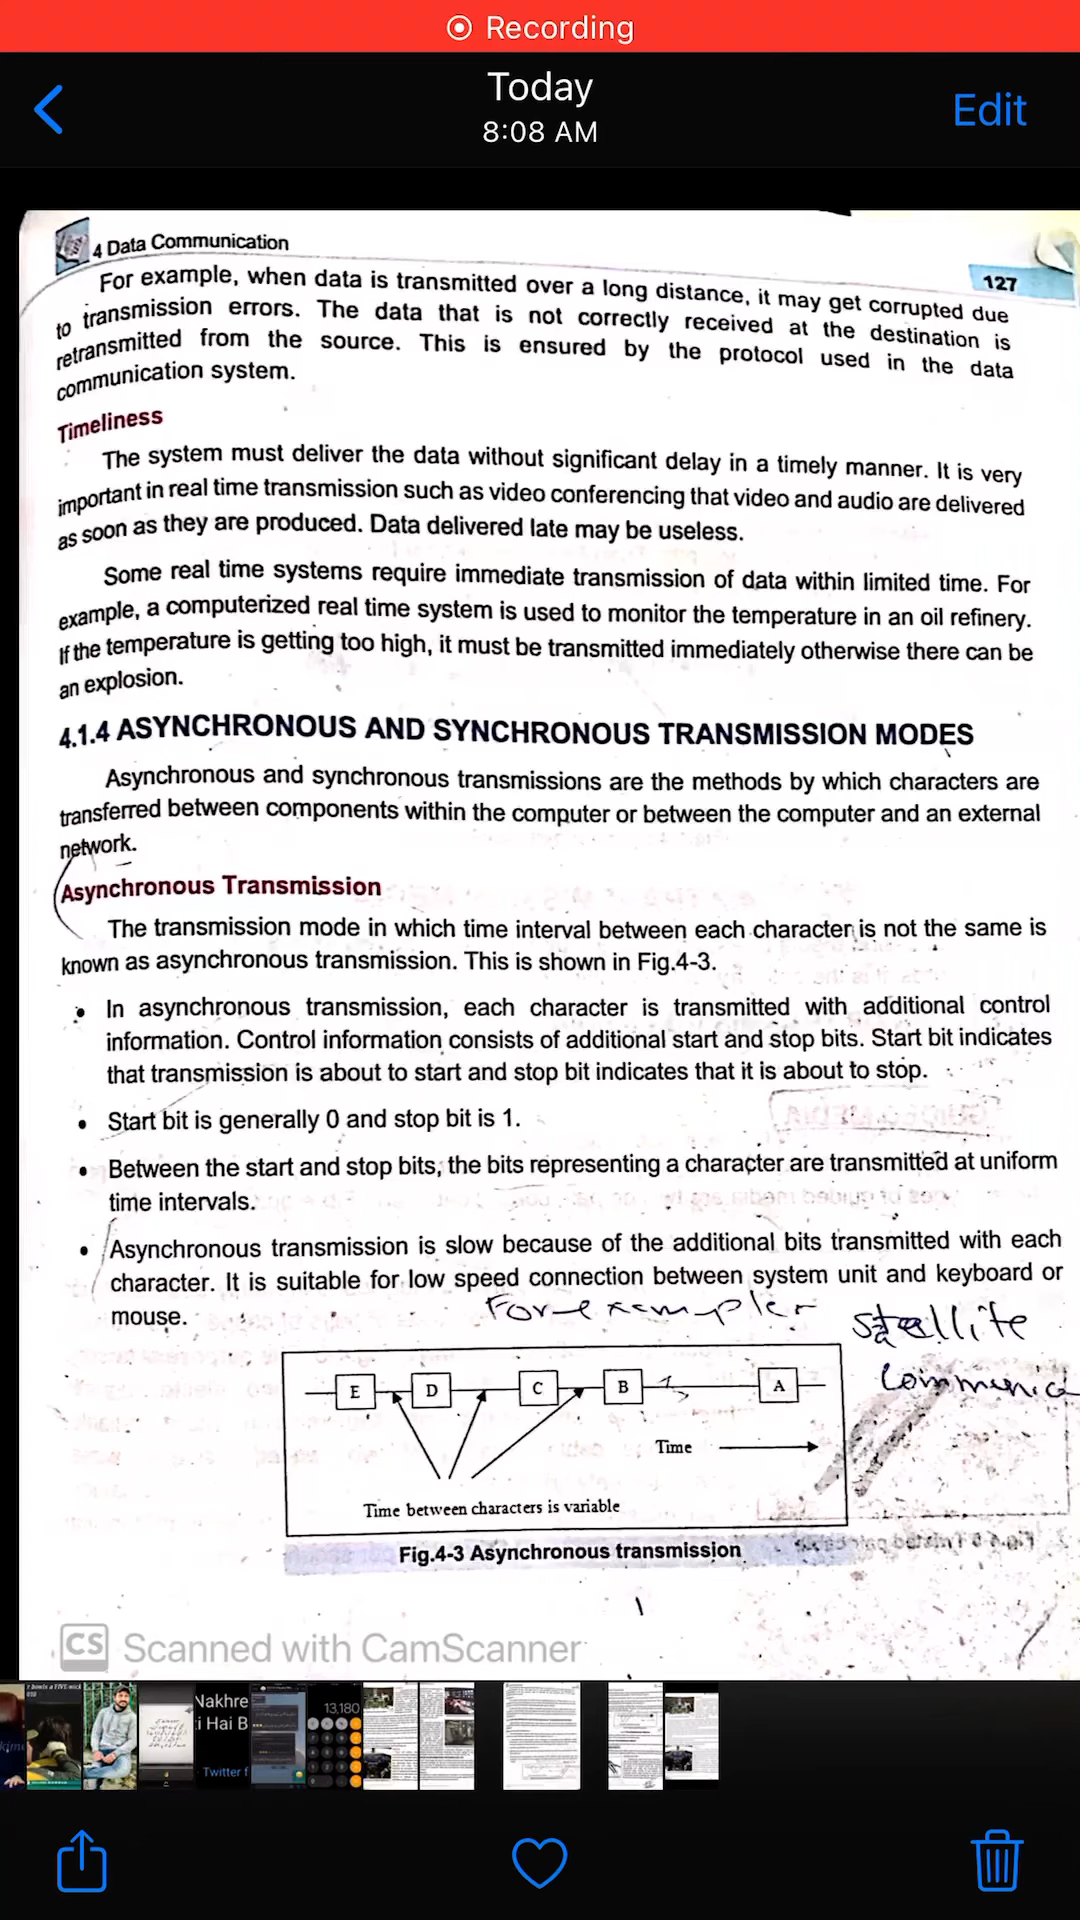 Recording
Today
8:08 AM
Edit
4 Data Communication
127
For example, when data is transmitted over a long distance, it may get corrupted due
to transmission errors. The data that is not correctly received at the destination is
retransmitted from the source. This is ensured by the protocol used in the data
communication system.
Timeliness
The system must deliver the data without significant delay in a timely manner. It is very
important in real time transmission such as video conferencing that video and audio are delivered
as soon as they are produced. Data delivered late may be useless.
Some real time systems require immediate transmission of data within limited time. For
example, a computerized real time system is used to monitor the temperature in an oil refinery.
If the temperature is getting too high, it must be transmitted immediately otherwise there can be
an explosion.
4.1.4 ASYNCHRONOUS AND SYNCHRONOUS TRANSMISSION MODES
Asynchronous and synchronous transmissions are the methods by which characters are
transferred between components within the computer or between the computer and an external
network.
Asynchronous Transmission
The transmission mode in which time interval between each character is not the same is
known as asynchronous transmission. This is shown in Fig.4-3.
• In asynchronous transmission, each character is transmitted with additional control
information. Control information consists of additional start and stop bits. Start bit indicates
that transmission is about to start and stop bit indicates that it is about to stop.
• Start bit is generally 0 and stop bit is 1.
• Between the start and stop bits, the bits representing a character are transmitted at uniform
time intervals.
• Asynchronous transmission is slow because of the additional bits transmitted with each
character. It is suitable for low speed connection between system unit and keyboard or
mouse.
For example
Communica
E D C B A
Time
Time between characters is variable
Fig.4-3 Asynchronous transmission
CS Scanned with CamScanner
Nakhre
i Hai B
Twitter f
13,180